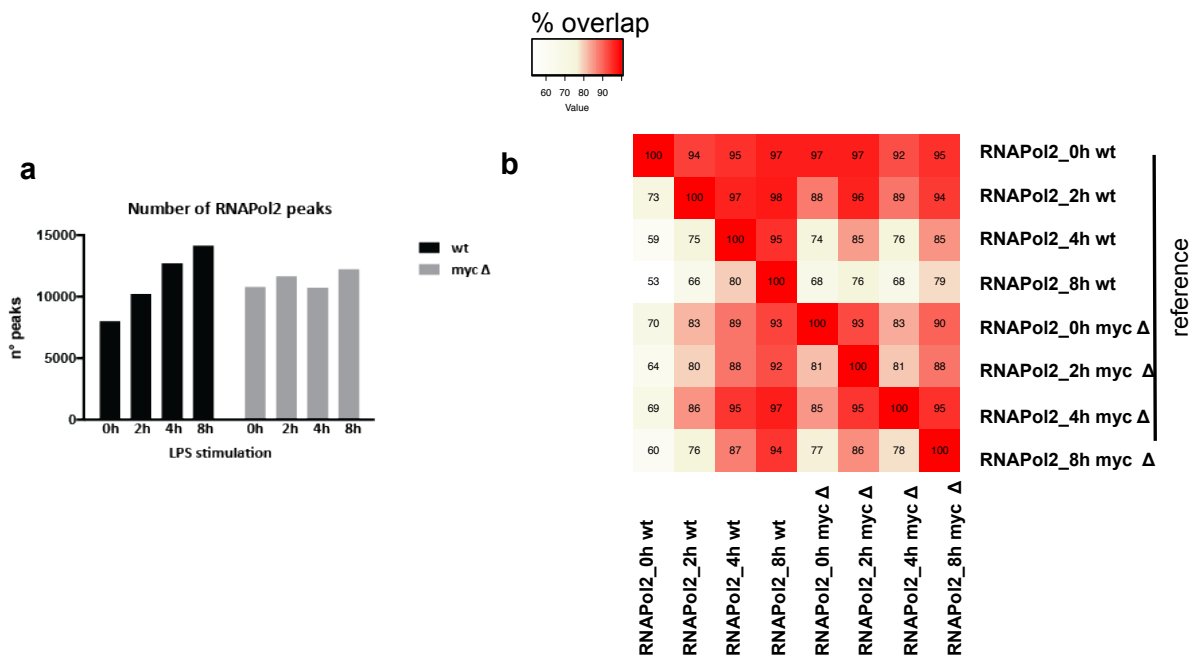 % overlap
60 70 80 90
Value
a
Number of RNAPol2 peaks
15000
10000
5000
0
n° peaks
0h 2h 4h 8h 0h 2h 4h 8h
LPS stimulation
wt
myc Δ
b
100 94 95 97 97 97 92 95 RNAPol2_0h wt
73 100 97 98 88 96 89 94 RNAPol2_2h wt
59 75 100 95 74 85 76 85 RNAPol2_4h wt
53 66 80 100 68 76 68 79 RNAPol2_8h wt
70 83 89 93 100 93 83 90 RNAPol2_0h myc Δ
64 80 88 92 81 100 81 88 RNAPol2_2h myc Δ
69 86 95 97 85 95 100 95 RNAPol2_4h myc Δ
60 76 87 94 77 86 78 100 RNAPol2_8h myc Δ
reference
RNAPol2_0h wt
RNAPol2_2h wt
RNAPol2_4h wt
RNAPol2_8h wt
RNAPol2_0h myc Δ
RNAPol2_2h myc Δ
RNAPol2_4h myc Δ
RNAPol2_8h myc Δ